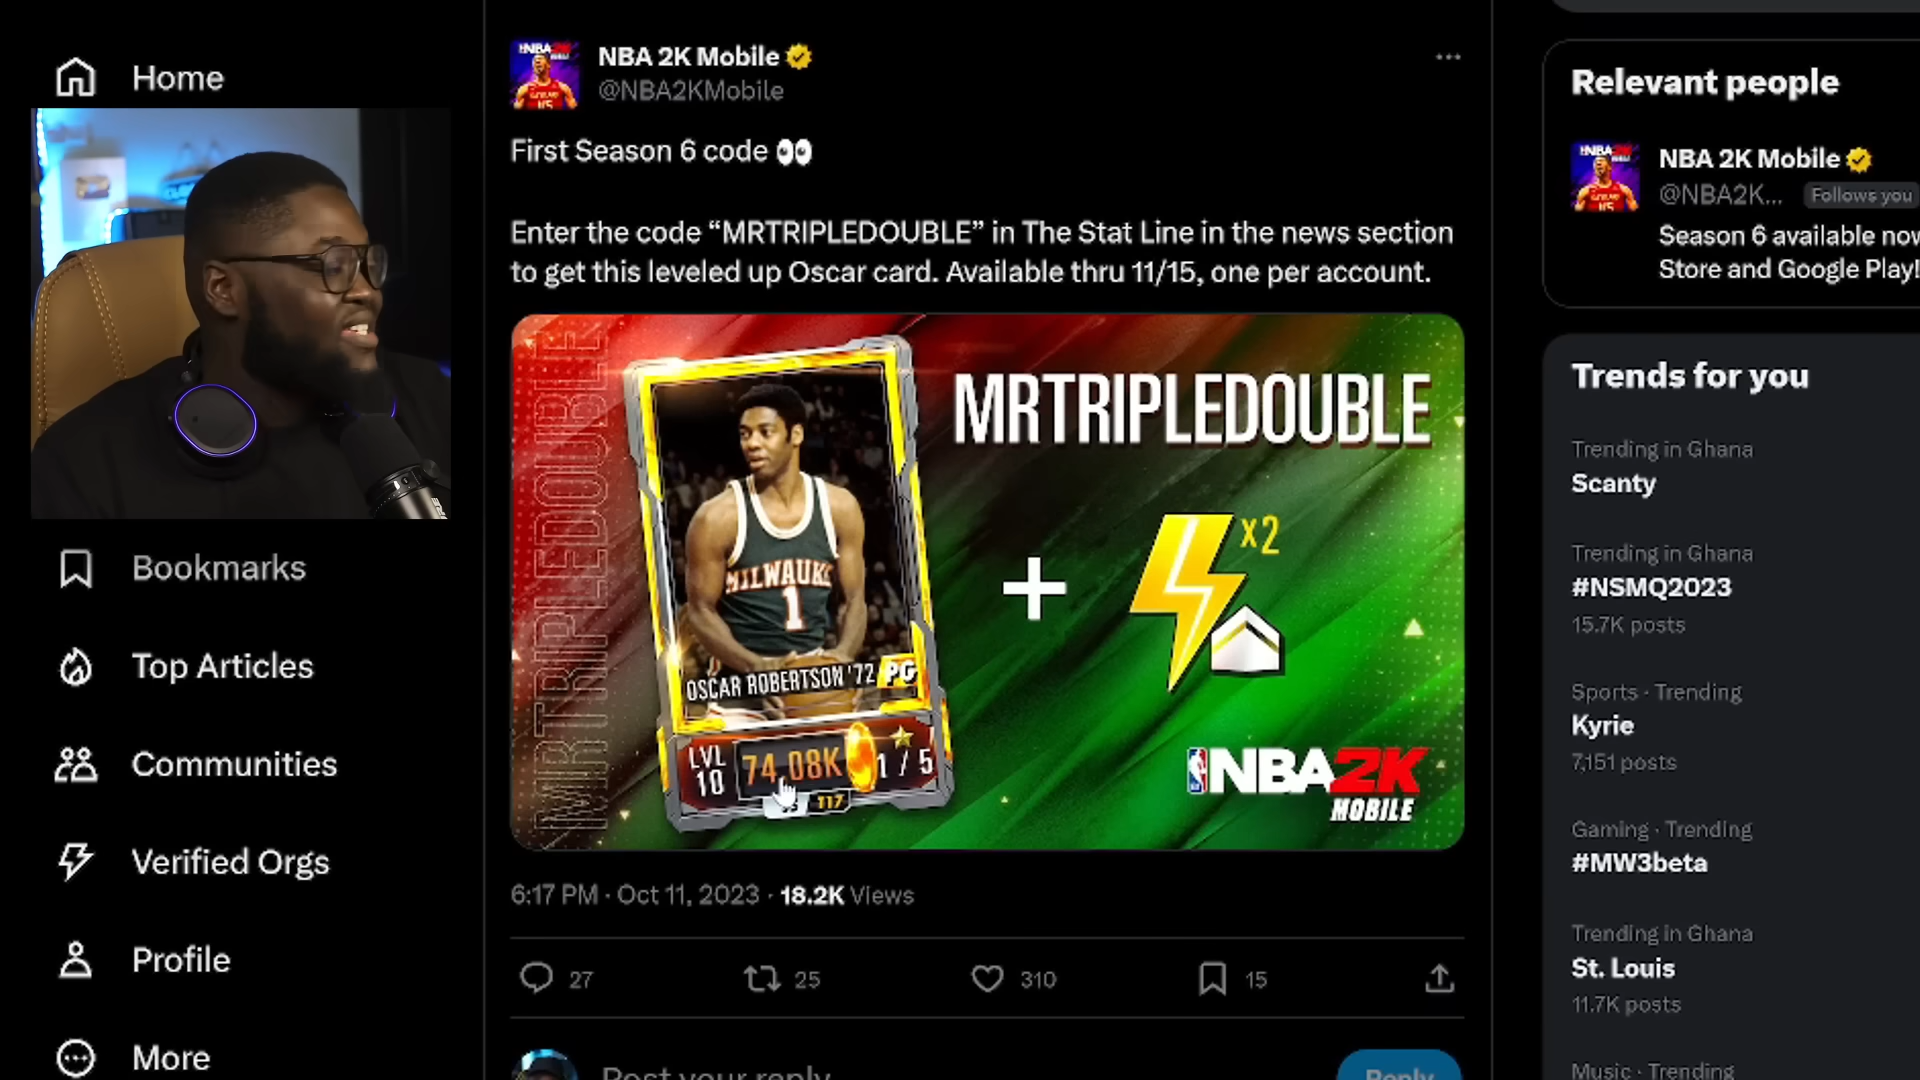 Home
Bookmarks
Top Articles
Communities
Verified Orgs
Profile
More
NBA 2K Mobile
@NBA2KMobile
First Season 6 code 👀
Enter the code “MRTRIPLEDOUBLE” in The Stat Line in the news section
to get this leveled up Oscar card. Available thru 11/15, one per account.
MRTRIPLEDOUBLE
MRTRIPLEDOUBLE
x2
MILWAUKE
1
OSCAR ROBERTSON '72 PG
LVL
10
74.08K
1 / 5
117
NBA2K
MOBILE
6:17 PM · Oct 11, 2023 · 18.2K Views
27
25
310
15
Post your reply
Reply
Relevant people
NBA 2K Mobile
@NBA2K...
Follows you
Season 6 available now
Store and Google Play!
Trends for you
Trending in Ghana
Scanty
Trending in Ghana
#NSMQ2023
15.7K posts
Sports · Trending
Kyrie
7,151 posts
Gaming · Trending
#MW3beta
Trending in Ghana
St. Louis
11.7K posts
Music · Trending